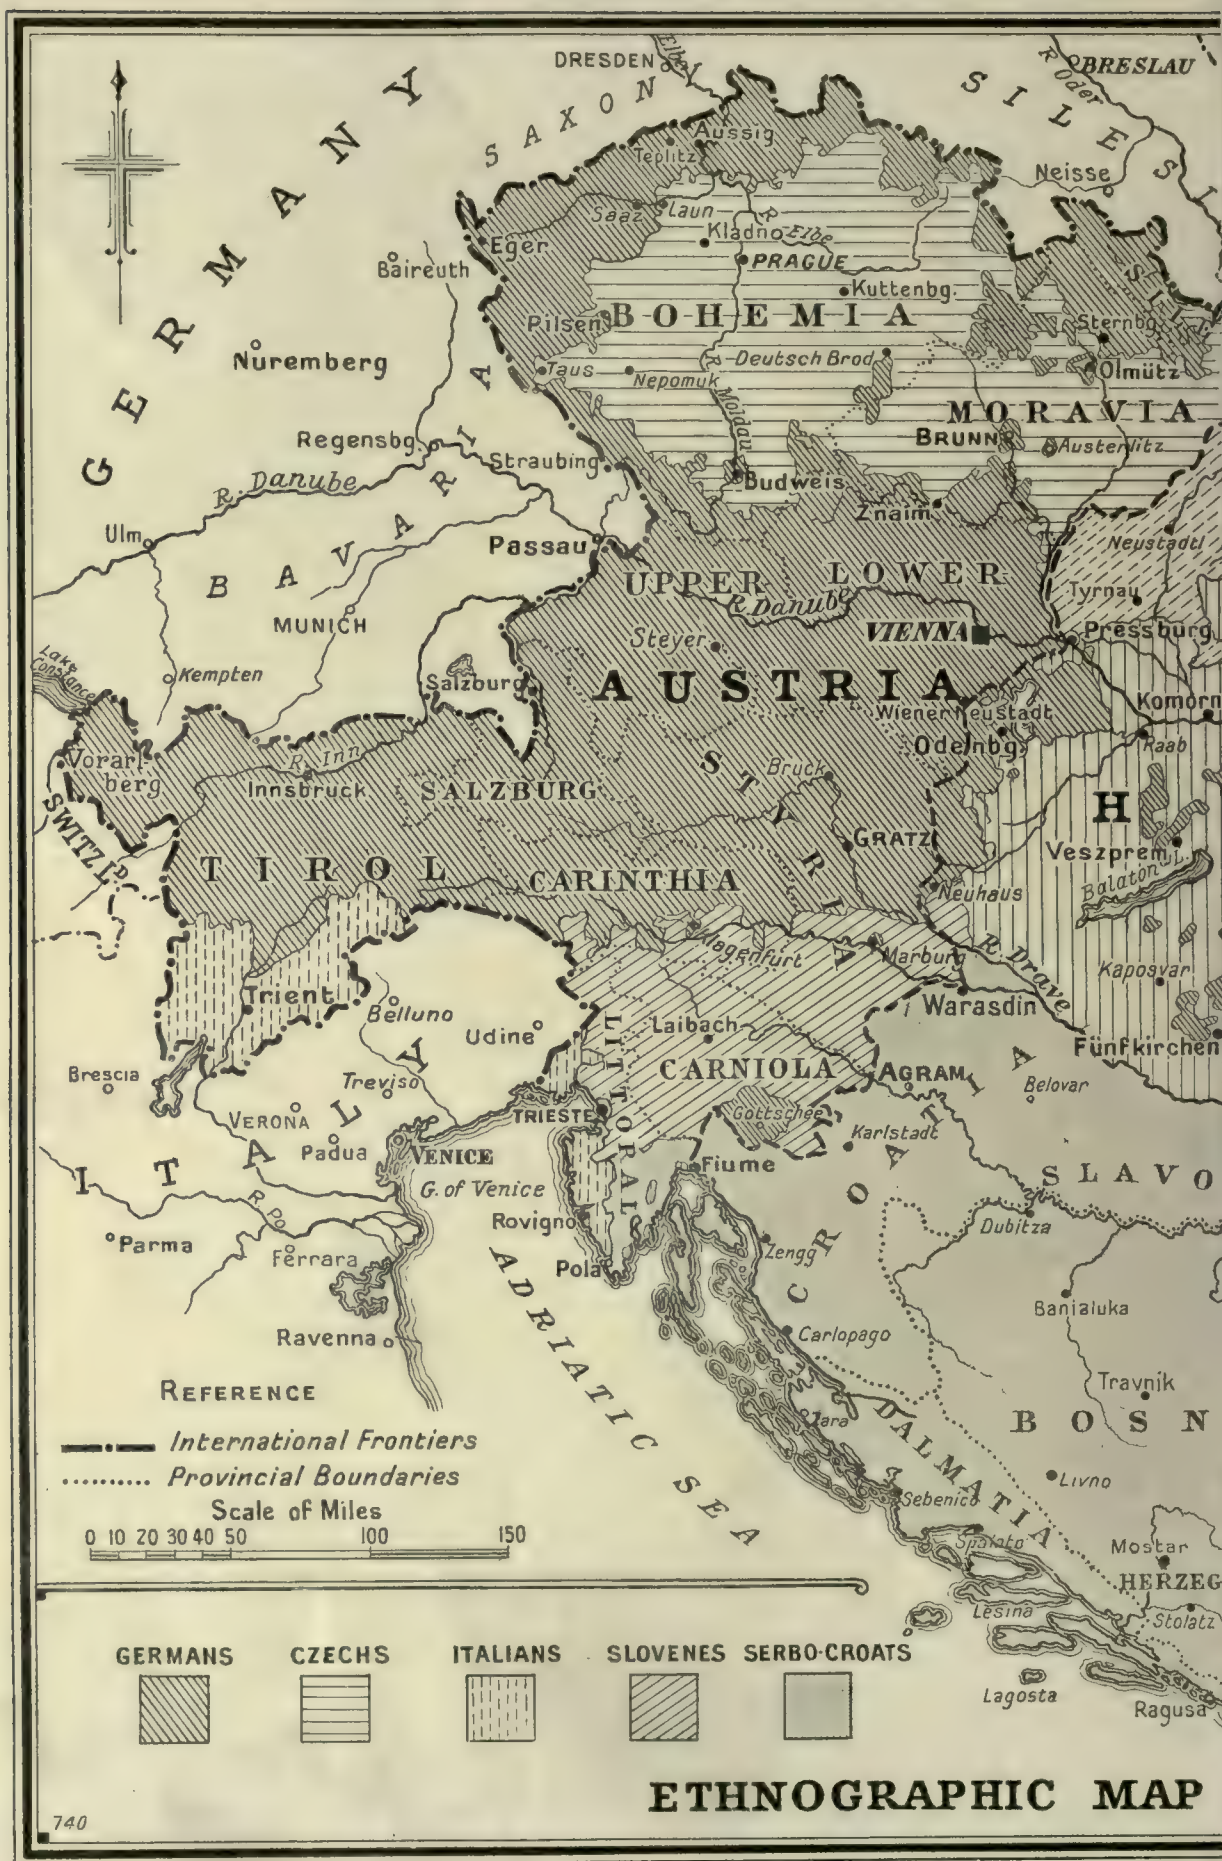 DRESDEN
Elbe
R Oder
BRESLAU
GERMANY
SAXON
SILESI
Aussig
Teplitz
Neisse
Saaz
Laun
Kladno
R Elbe
Eger
PRAGUE
Baireuth
Kuttenbg.
SILE
Pilsen
BOHEMIA
Sternbg
Nüremberg
Taus
Nepomuk
Deutsch Brod
Olmütz
R Moldau
MORAVIA
Regensbg.
Straubing
BRUNN
Austerlitz
R. Danube
Budweis
Znaim
Ulm
BAVARIA
Passau
Neustadtl
UPPER
LOWER
Tyrnau
R. Danube
MUNICH
Steyer
VIENNA
Pressburg
Lake Constance
Kempten
Salzburg
AUSTRIA
Komorn
Wiener Neustadt
Odenbg.
Raab
Vorarlberg
R. Inn
Innsbruck
SALZBURG
STYRIA
Bruck
H
SWITZLD.
GRATZ
Veszprem
TIROL
CARINTHIA
Neuhaus
L. Balaton
Klagenfurt
Marburg
R. Drave
Kaposvar
Trient
Belluno
Udine
Laibach
Warasdin
Fünfkirchen
LITTORAL
CARNIOLA
AGRAM
Belovar
Brescia
Treviso
VERONA
TRIESTE
Gottschee
Karlstadt
Padua
VENICE
Fiume
CROATIA
SLAVO
ITALY
G. of Venice
R. Po
Rovigno
Dubitza
Parma
Ferrara
Pola
Zengg
ADRIATIC SEA
Banjaluka
Ravenna
Carlopago
REFERENCE
Travnik
Zara
DALMATIA
BOSN
International Frontiers
Provincial Boundaries
Livno
Scale of Miles
Sebenico
0 10 20 30 40 50 100 150
Spalato
Mostar
HERZEG
Lesina
Stolatz
GERMANS CZECHS ITALIANS SLOVENES SERBO-CROATS
Lagosta
Ragusa
ETHNOGRAPHIC MAP
740